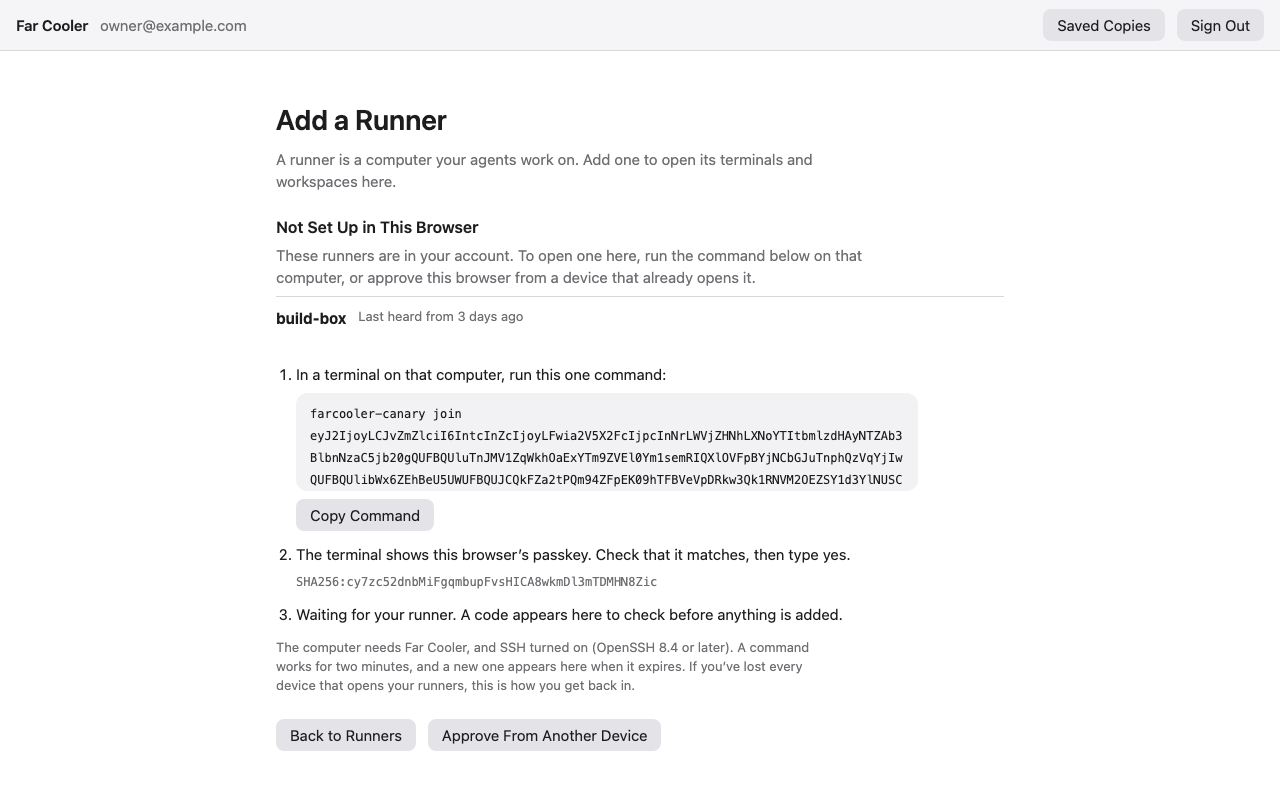 Far Cooler owner@example.com Saved Copies Sign Out
Add a Runner
A runner is a computer your agents work on. Add one to open its terminals and
workspaces here.
Not Set Up in This Browser
These runners are in your account. To open one here, run the command below on that
computer, or approve this browser from a device that already opens it.
build-box Last heard from 3 days ago
1. In a terminal on that computer, run this one command:
farcooler-canary join
eyJ2IjoyLCJvZmZlciI6IntcInZcIjoyLFwia2V5X2FcIjpcInNrLWVjZHNhLXNoYTItbmlzdHAyNTZAb3
BlbnNzaC5jb20gQUFBQUluTnJMV1ZqWkhOaExYTm9ZVEl0Ym1semRIQXlOVFpBYjNCbGJuTnphQzVqYjIw
QUFBQUlibWx6ZEhBeU5UWUFBQUJCQkFZa2tPQm94ZFpEK09hTFBVeVpDRkw3Qk1RNVM2OEZSY1d3YlNUSC
Copy Command
2. The terminal shows this browser’s passkey. Check that it matches, then type yes.
SHA256:cy7zc52dnbMiFgqmbupFvsHICA8wkmDl3mTDMHN8Zic
3. Waiting for your runner. A code appears here to check before anything is added.
The computer needs Far Cooler, and SSH turned on (OpenSSH 8.4 or later). A command
works for two minutes, and a new one appears here when it expires. If you’ve lost every
device that opens your runners, this is how you get back in.
Back to Runners Approve From Another Device